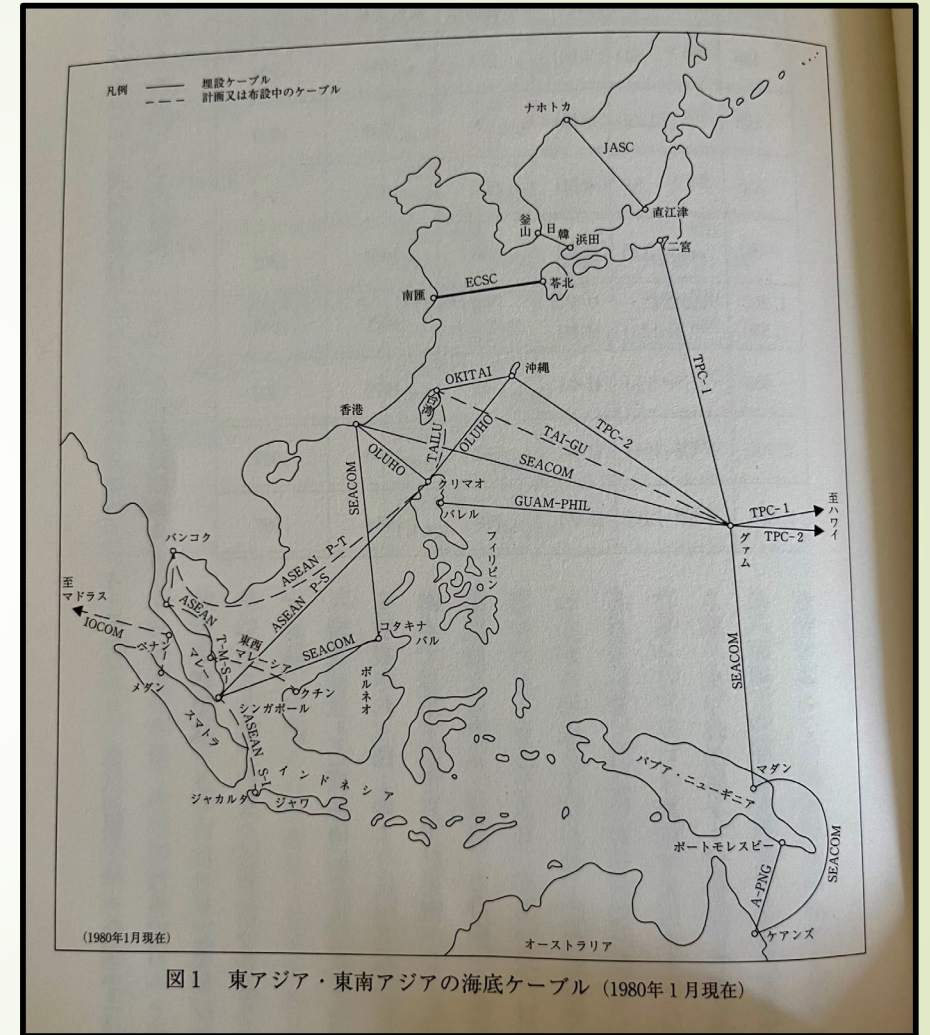 凡例 埋設ケーブル
計画又は布設中のケーブル
ナホトカ
JASC
直江津
釜山
日韓
浜田
二宮
ECSC
南匯
苓北
TPC-1
OKITAI
沖縄
台湾
香港
TAILU
OLUHO
TAI-GU
TPC-2
OLUHO
SEACOM
SEACOM
クリマオ
バレル
GUAM-PHIL
TPC-1
至ハワイ
TPC-2
グァム
フィリピン
バンコク
ASEAN P-T
ASEAN P-S
至
マドラス
IOCOM
ASEAN
T-M-S
東西
マレーシア
SEACOM
コタキナ
バル
ペナン
マレー
メダン
クチン
ボルネオ
シンガポール
スマトラ
ASEAN S-I
インドネシア
ジャカルタ
ジャワ
SEACOM
マダン
パプア・ニューギニア
ポートモレスビー
SEACOM
A-PNG
ケアンズ
オーストラリア
(1980年1月現在)
図1 東アジア・東南アジアの海底ケーブル (1980年1月現在)